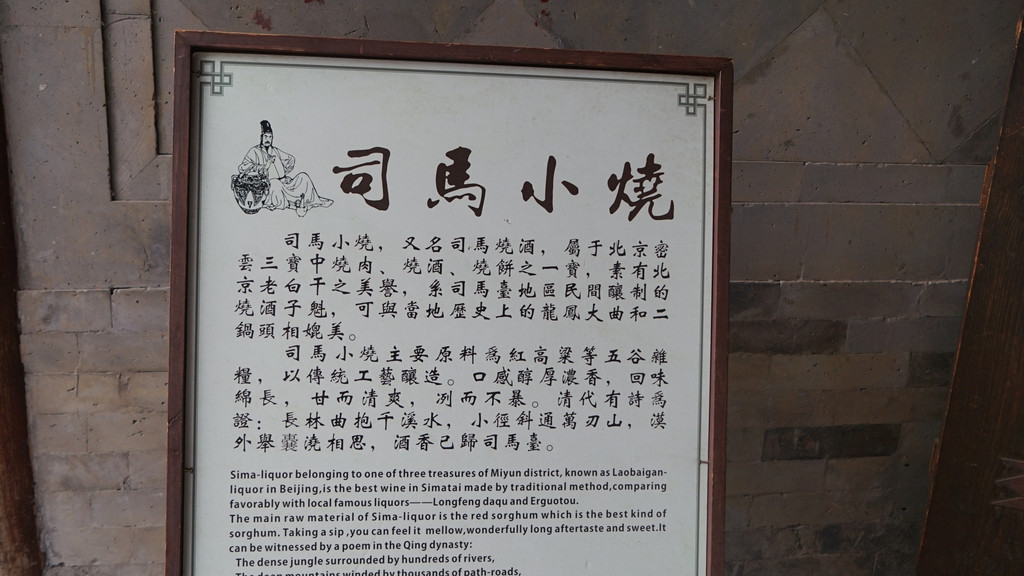 司馬小燒
司馬小燒，又名司馬燒酒，屬于北京密
雲三寶中燒肉、燒酒、燒餅之一寶，素有北
京老白干之美譽，系司馬臺地區民間釀制的
燒酒子魁，可與當地歷史上的龍鳳大曲和二
鍋頭相媲美。
司馬小燒主要原料爲紅高粱等五谷雜
糧，以傳統工藝釀造。口感醇厚濃香，回味
綿長，甘而清爽，冽而不暴。清代有詩爲
證：長林曲抱千溪水，小徑斜通萬刃山，漠
外舉囊澆相思，酒香已歸司馬臺。
Sima-liquor belonging to one of three treasures of Miyun district, known as Laobaigan-
liquor in Beijing,is the best wine in Simatai made by traditional method,comparing
favorably with local famous liquors——Longfeng daqu and Erguotou.
The main raw material of Sima-liquor is the red sorghum which is the best kind of
sorghum. Taking a sip ,you can feel it mellow,wonderfully long aftertaste and sweet.It
can be witnessed by a poem in the Qing dynasty:
The dense jungle surrounded by hundreds of rivers,
The deep mountains winded by thousands of path-roads,